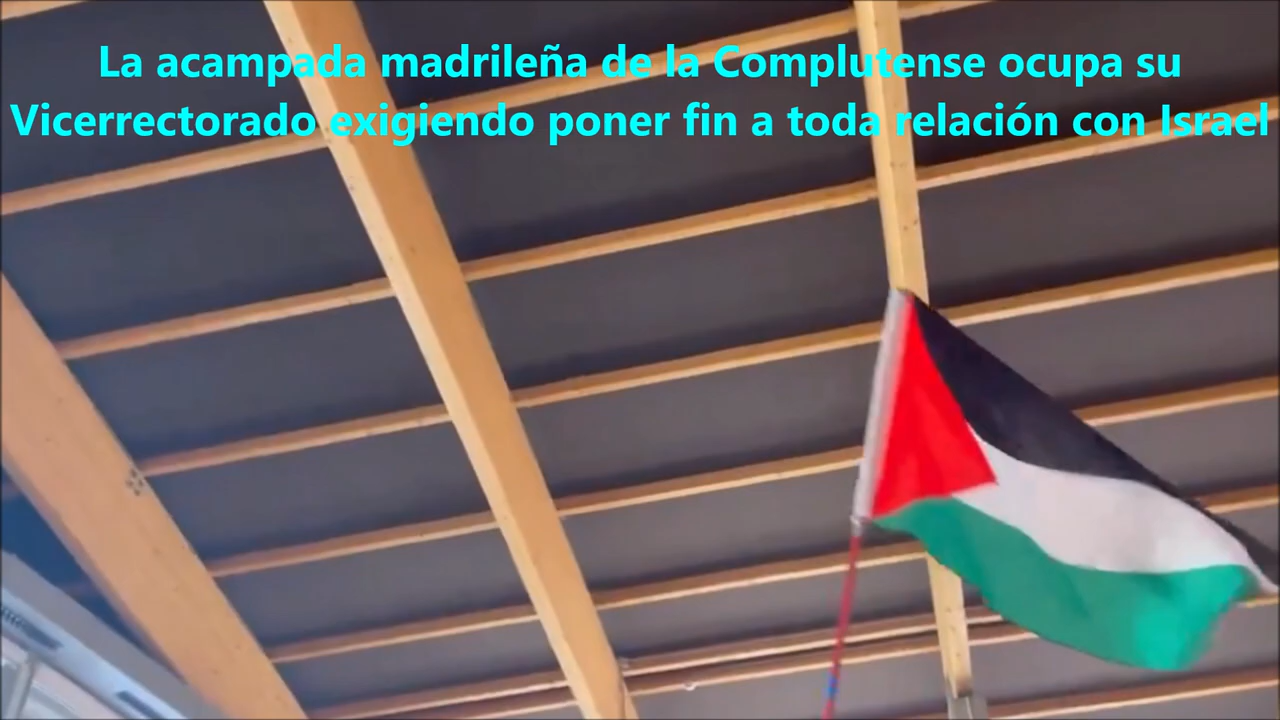 La acampada madrileña de la Complutense ocupa su
Vicerrectorado exigiendo poner fin a toda relación con Israel